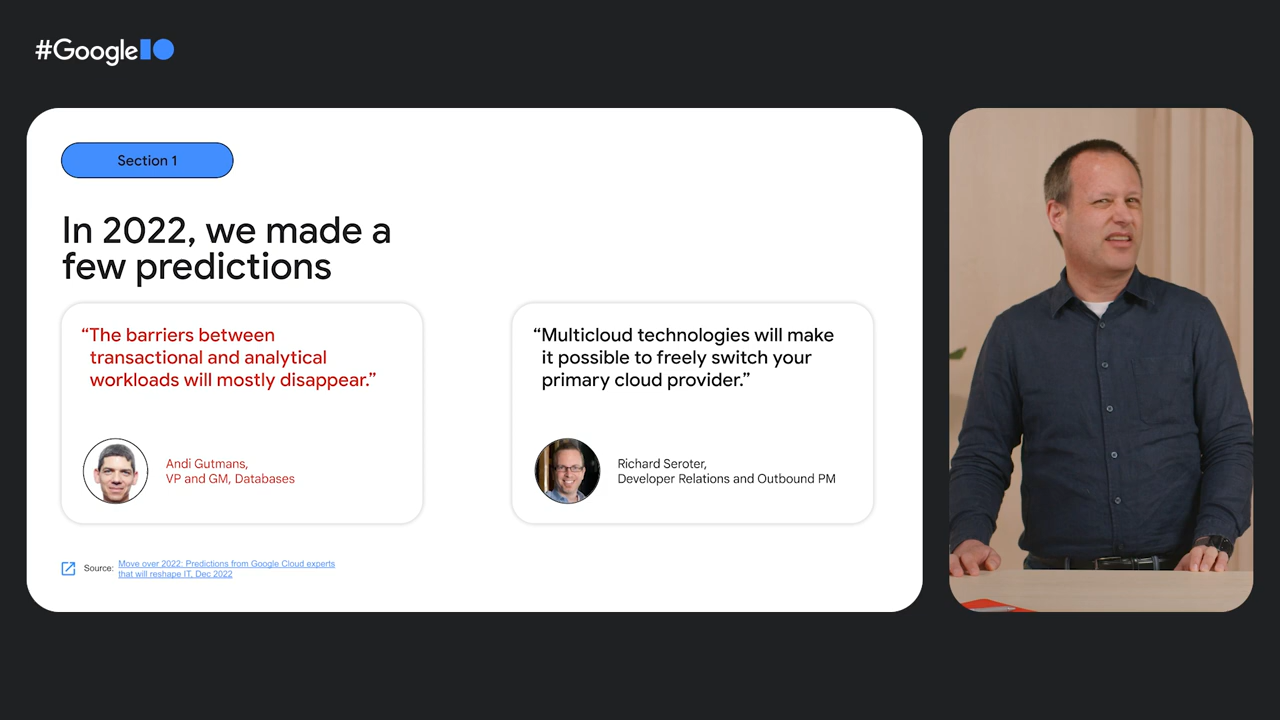 #Google IO
Section 1
In 2022, we made a
few predictions
“The barriers between
transactional and analytical
workloads will mostly disappear.”
Andi Gutmans,
VP and GM, Databases
“Multicloud technologies will make
it possible to freely switch your
primary cloud provider.”
Richard Seroter,
Developer Relations and Outbound PM
Source: Move over 2022: Predictions from Google Cloud experts
that will reshape IT, Dec 2022